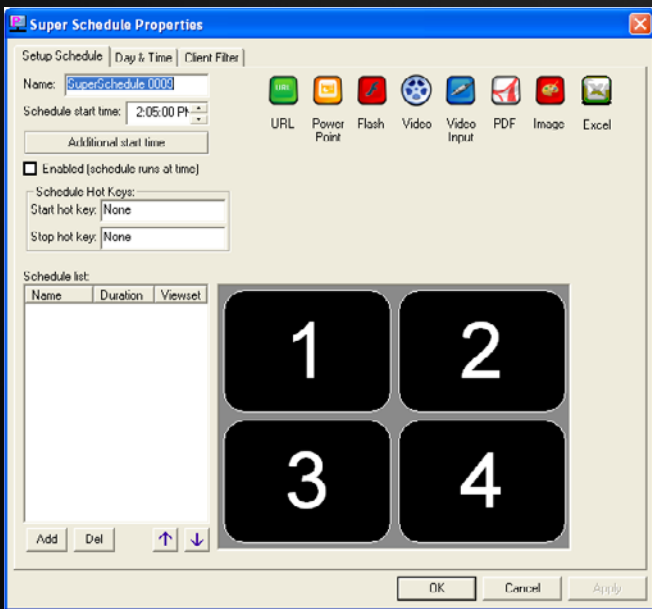 Super Schedule Properties
Setup Schedule Day & Time Client Filter
Name: SuperSchedule 0009
Schedule start time: 2:05:00 PM
Additional start time
Enabled (schedule runs at time)
Schedule Hot Keys:
Start hot key: None
Stop hot key: None
URL
URL Power Point Flash Video Video Input PDF Image Excel
Schedule list:
Name Duration Viewset
1 2
3 4
Add Del
OK Cancel Apply